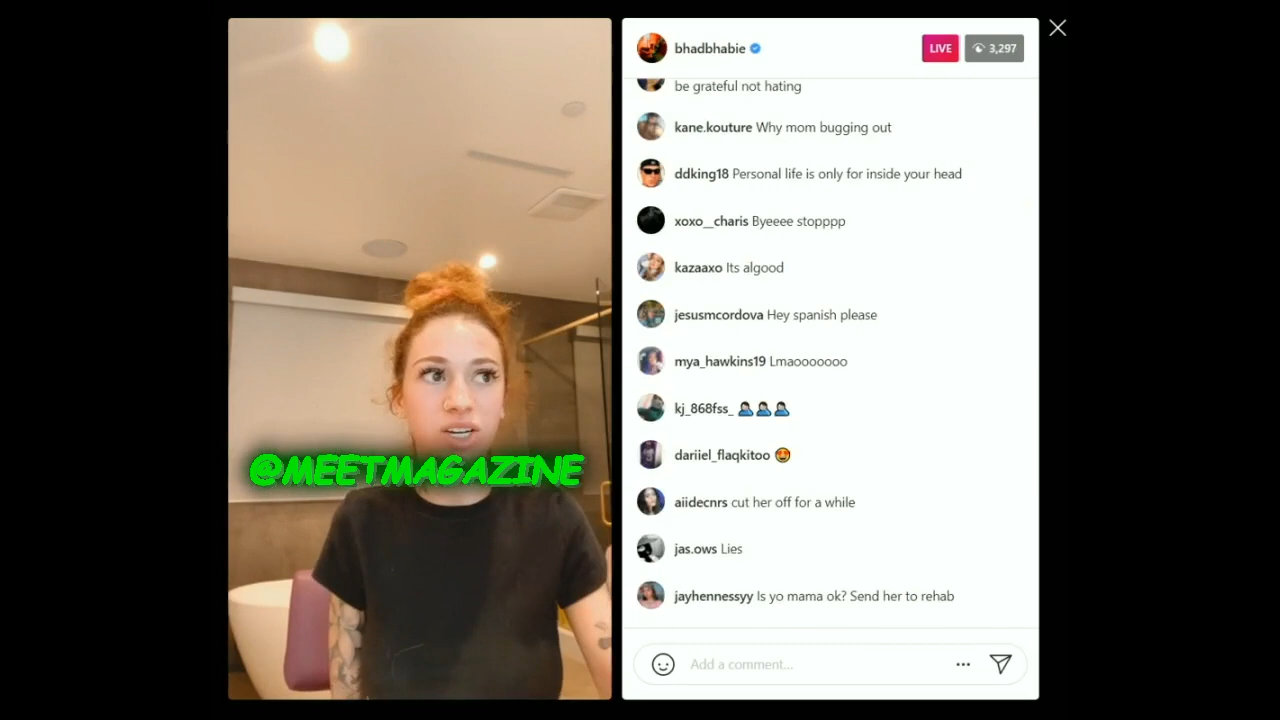 bhadbhabie
LIVE
3,297
be grateful not hating
kane.kouture Why mom bugging out
ddking18 Personal life is only for inside your head
xoxo__charis Byeeee stopppp
kazaaxo Its algood
jesusmcordova Hey spanish please
mya_hawkins19 Lmaooooooo
kj_868fss_ 🤦🏻‍♀️🤦🏻‍♀️🤦🏻‍♀️
dariiel_flaqkitoo 😍
aiidecnrs cut her off for a while
jas.ows Lies
jayhennessyy Is yo mama ok? Send her to rehab
Add a comment...
@MEETMAGAZINE